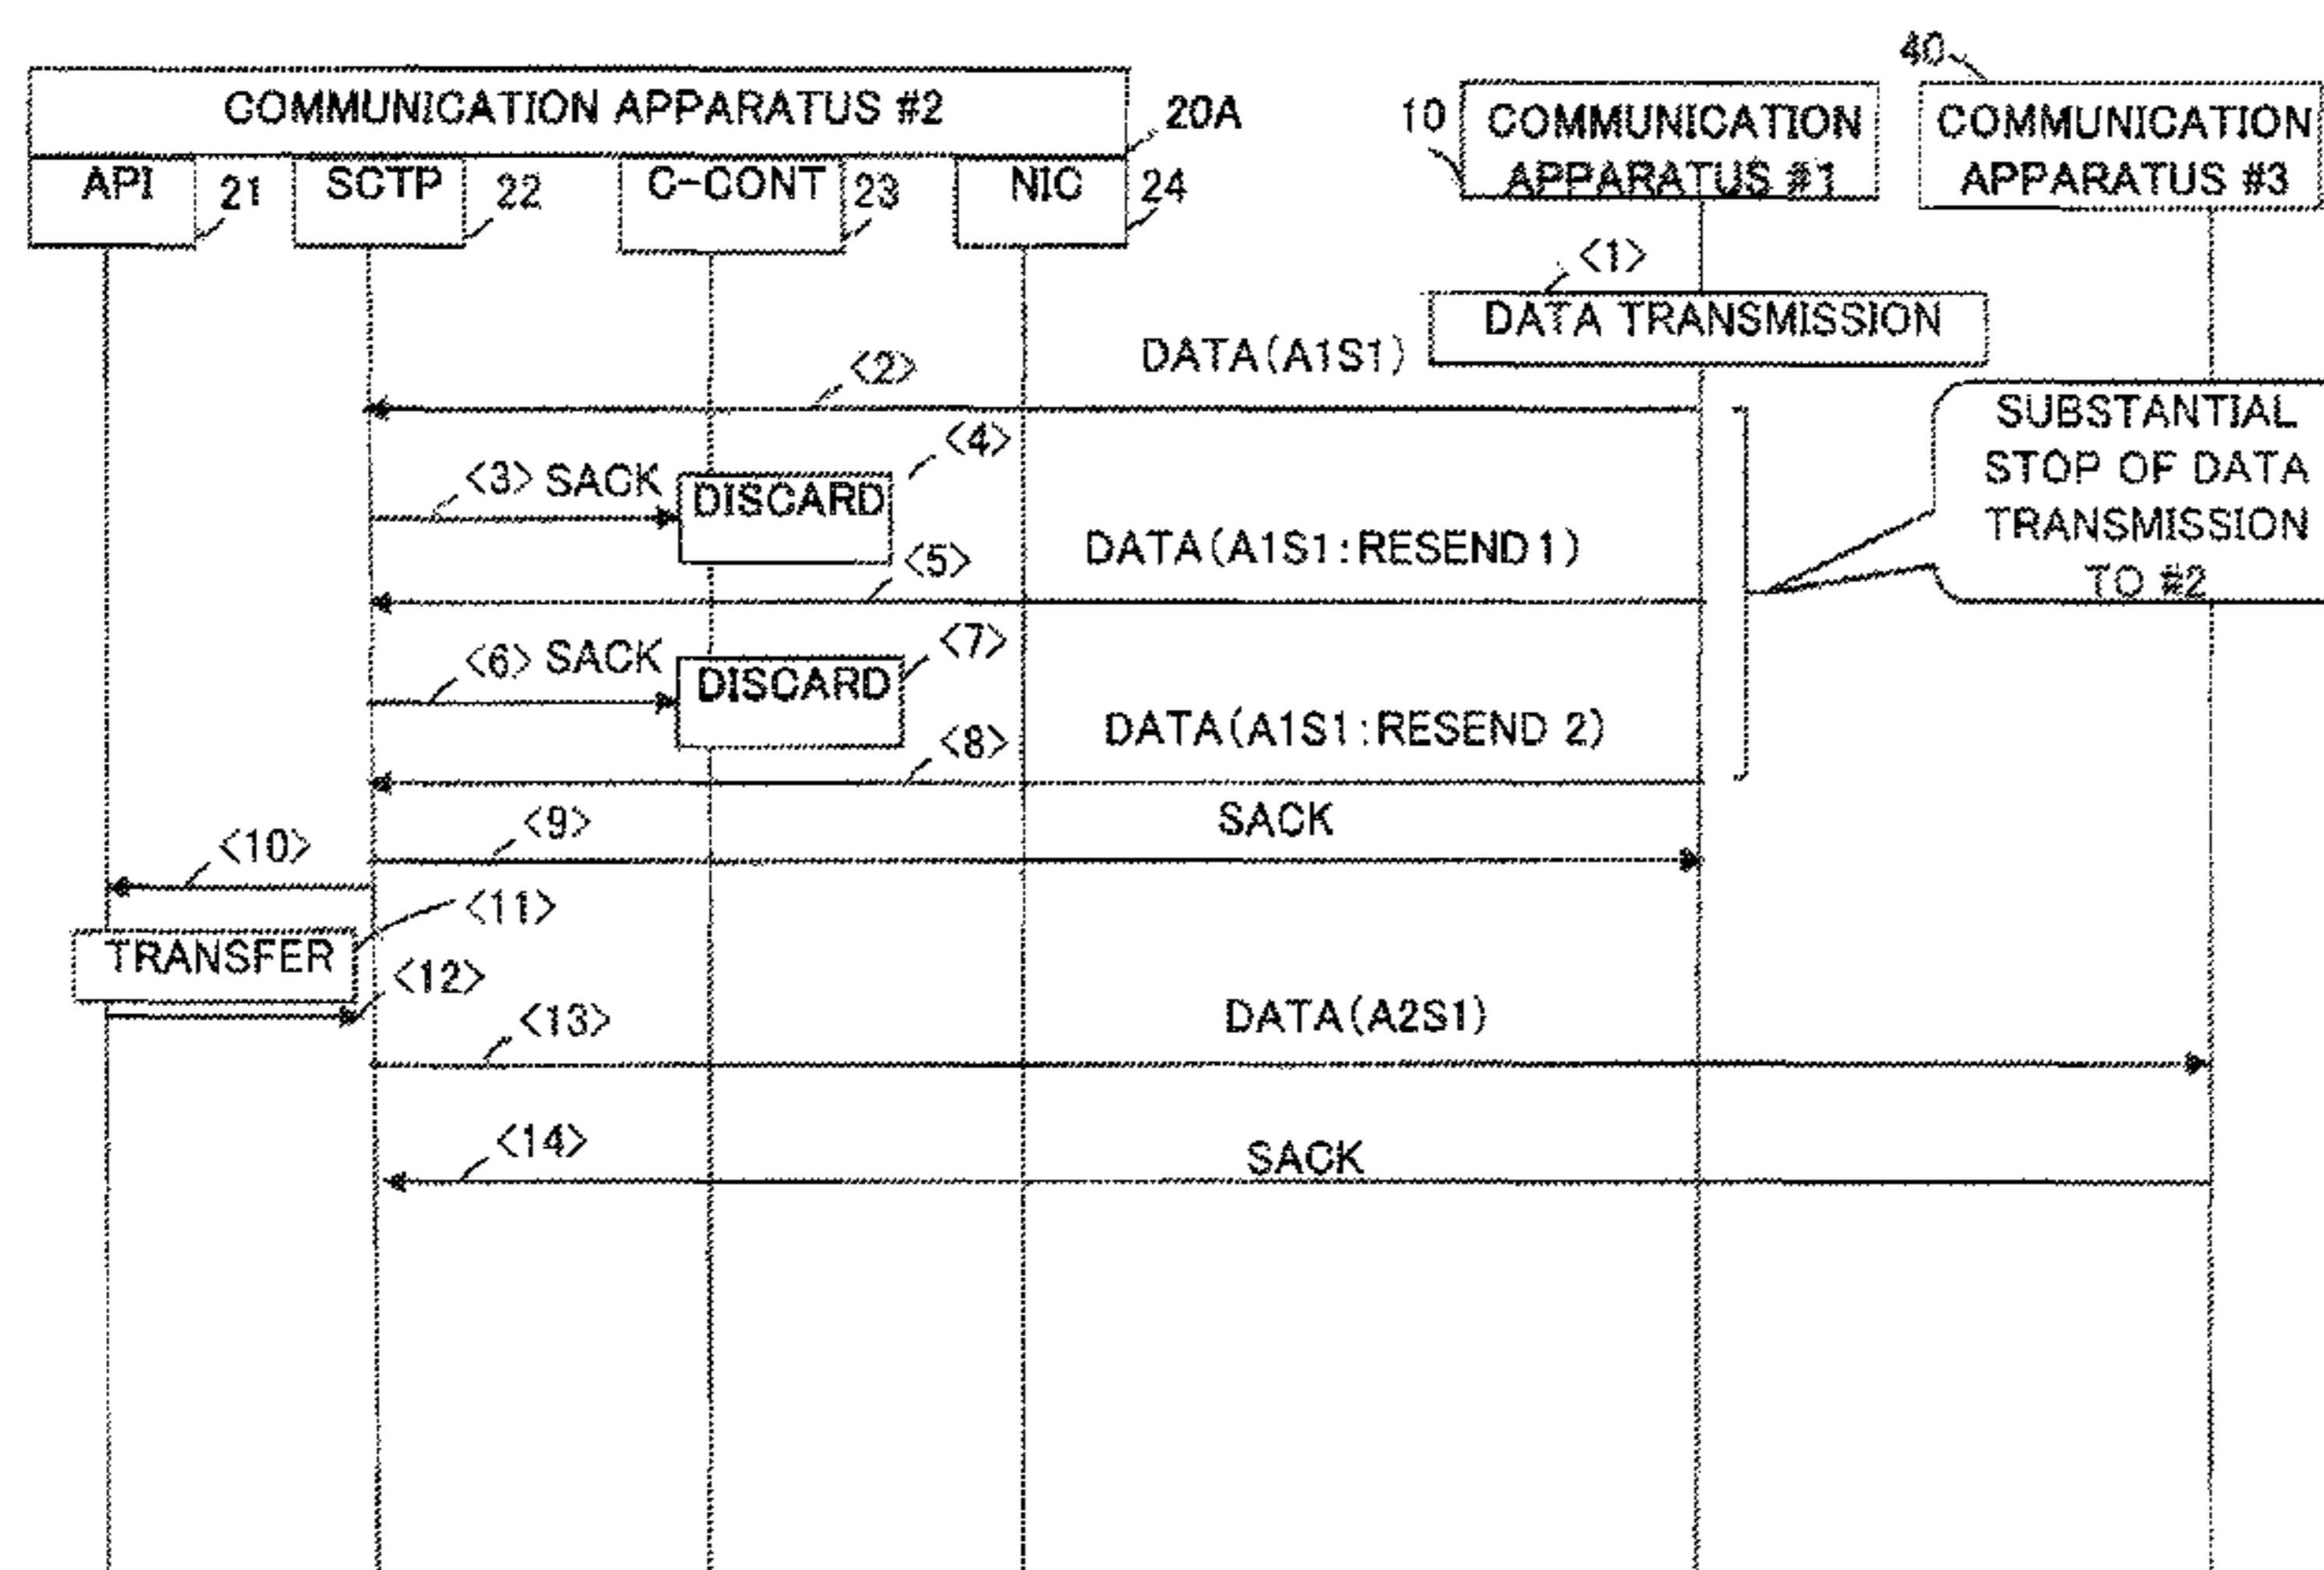 40
COMMUNICATION APPARATUS #2
20A
10
COMMUNICATION
APPARATUS #1
COMMUNICATION
APPARATUS #3
API
21
SCTP
22
C-CONT
23
NIC
24
<1>
DATA TRANSMISSION
DATA(A1S1)
<2>
SUBSTANTIAL
STOP OF DATA
TRANSMISSION
TO #2
<3> SACK
DISCARD
<4>
DATA(A1S1:RESEND1)
<5>
<6> SACK
DISCARD
<7>
DATA(A1S1:RESEND 2)
<8>
SACK
<9>
<10>
<11>
TRANSFER
<12>
<13>
DATA(A2S1)
<14>
SACK